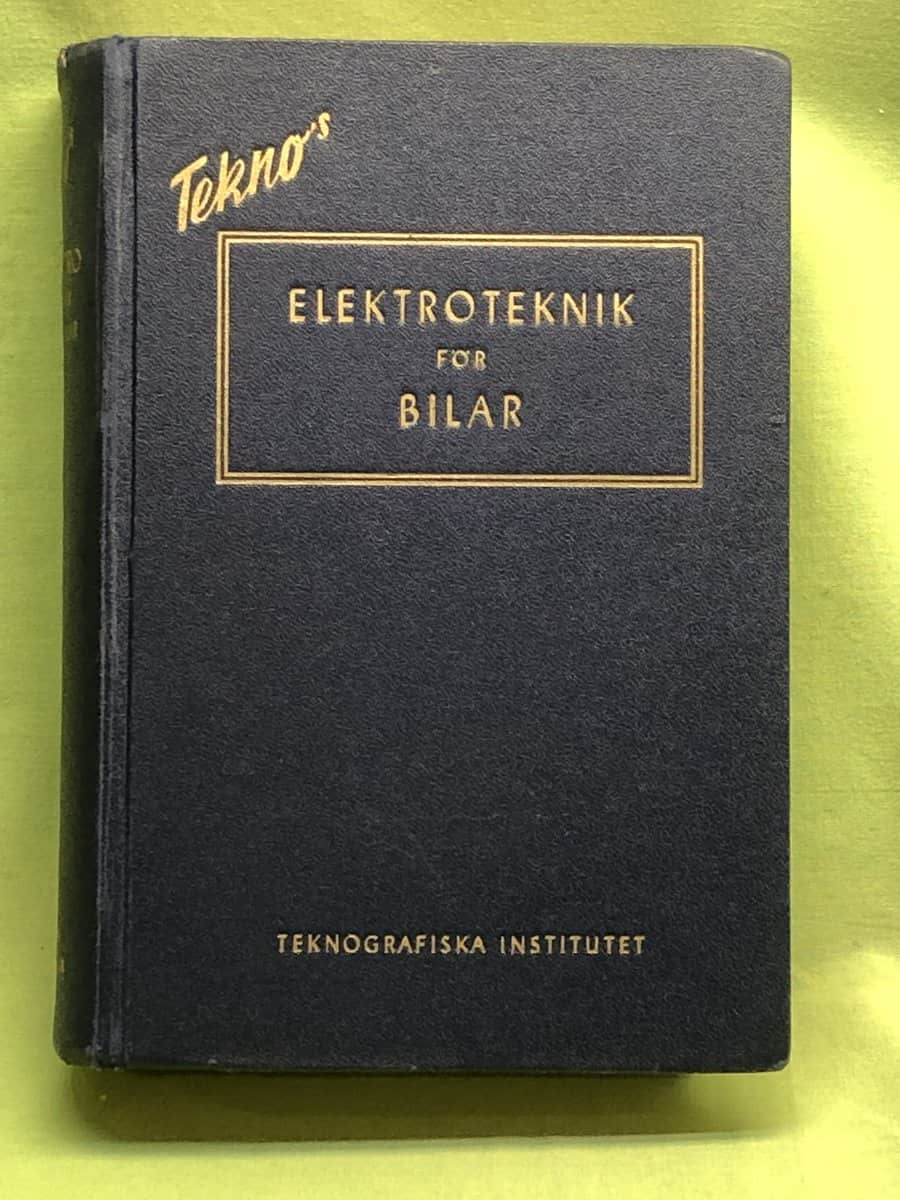 Tekno's
ELEKTROTEKNIK
FÖR
BILAR
TEKNOGRAFISKA INSTITUTET